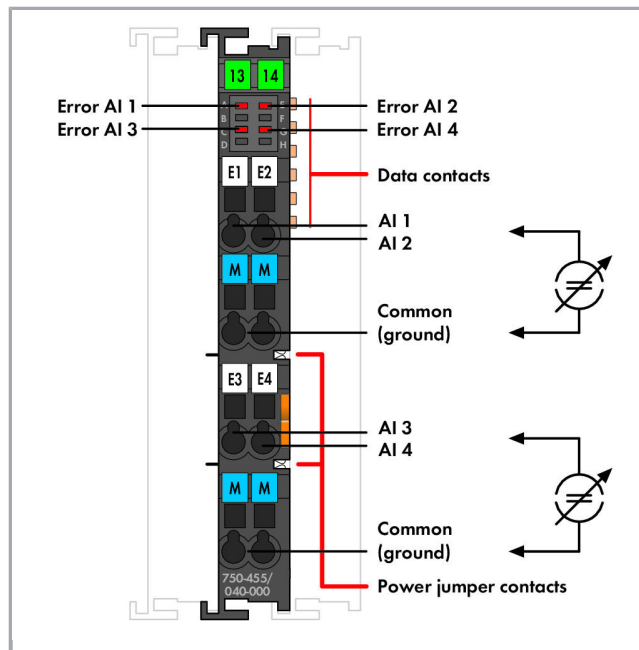 13 14
Error AI 1
A E
Error AI 2
B F
Error AI 3
C G
Error AI 4
D H
E1 E2
Data contacts
AI 1
AI 2
M M
Common
(ground)
E3 E4
AI 3
AI 4
M M
Common
(ground)
750-455/
040-000
Power jumper contacts